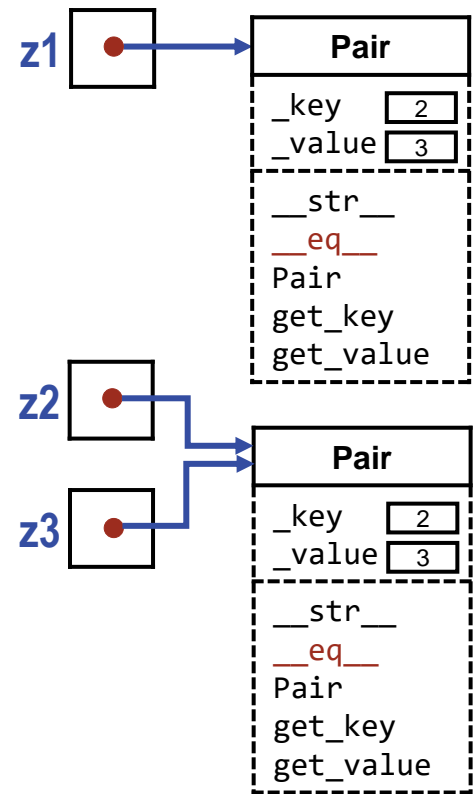 z1
Pair
_key 2
_value 3
__str__
__eq__
Pair
get_key
get_value
z2
z3
Pair
_key 2
_value 3
__str__
__eq__
Pair
get_key
get_value